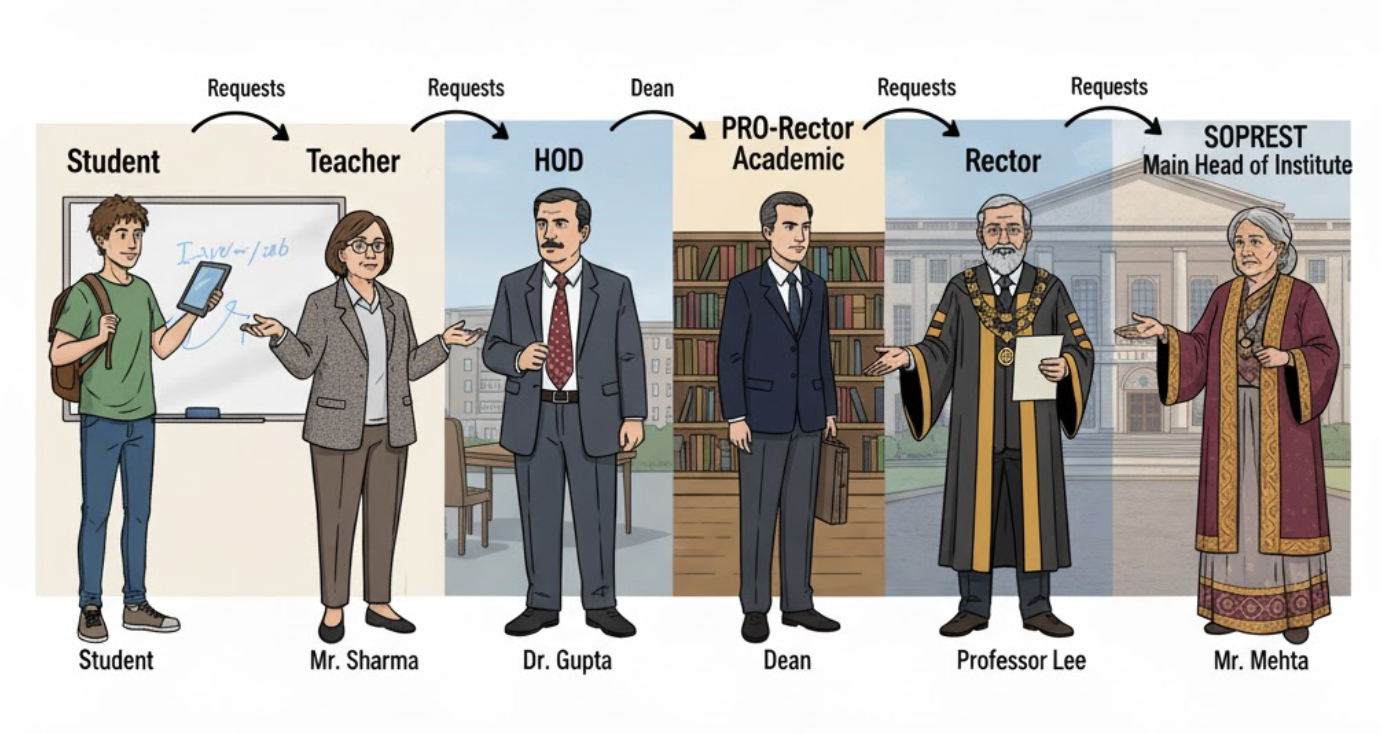 Requests
Requests
Dean
Requests
Requests
Student
Teacher
HOD
PRO-Rector
Academic
Rector
SOPREST
Main Head of Institute
Student
Mr. Sharma
Dr. Gupta
Dean
Professor Lee
Mr. Mehta